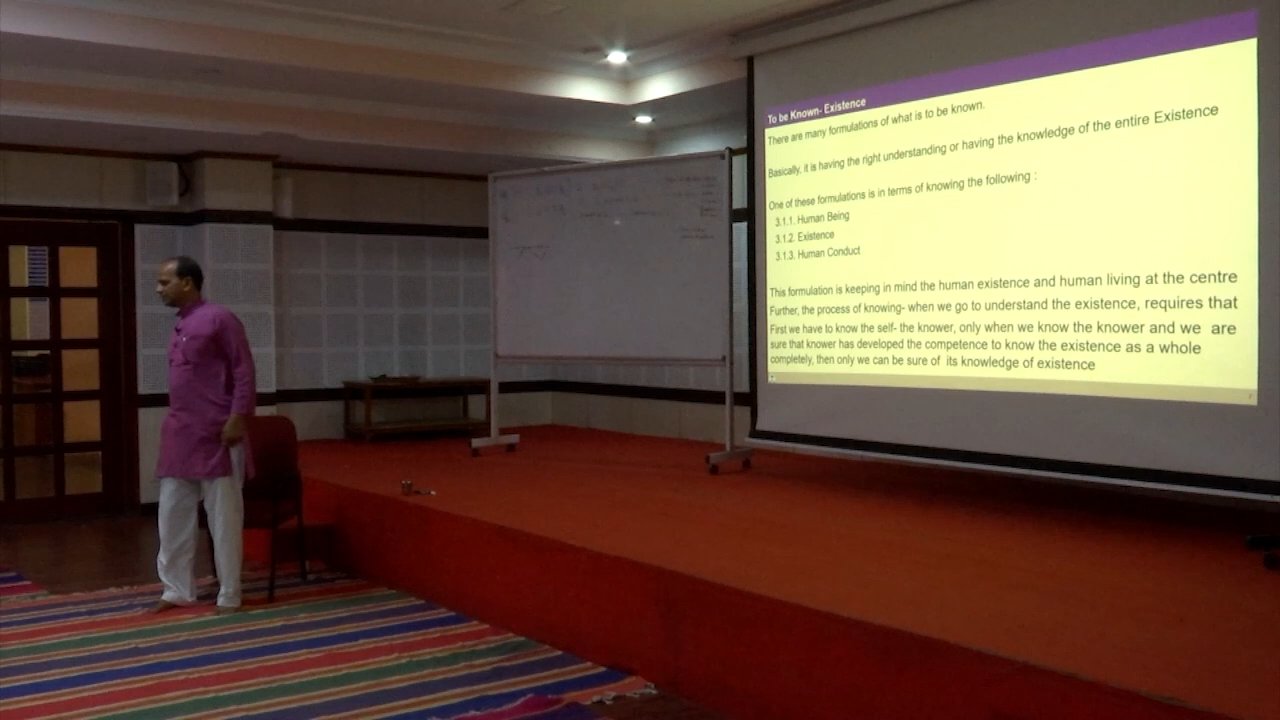 To be Known- Existence
There are many formulations of what is to be known.
Basically, it is having the right understanding or having the knowledge of the entire Existence
One of these formulations is in terms of knowing the following :
3.1.1. Human Being
3.1.2. Existence
3.1.3. Human Conduct
This formulation is keeping in mind the human existence and human living at the centre
Further, the process of knowing- when we go to understand the existence, requires that
First we have to know the self- the knower, only when we know the knower and we are
sure that knower has developed the competence to know the existence as a whole
completely, then only we can be sure of its knowledge of existence